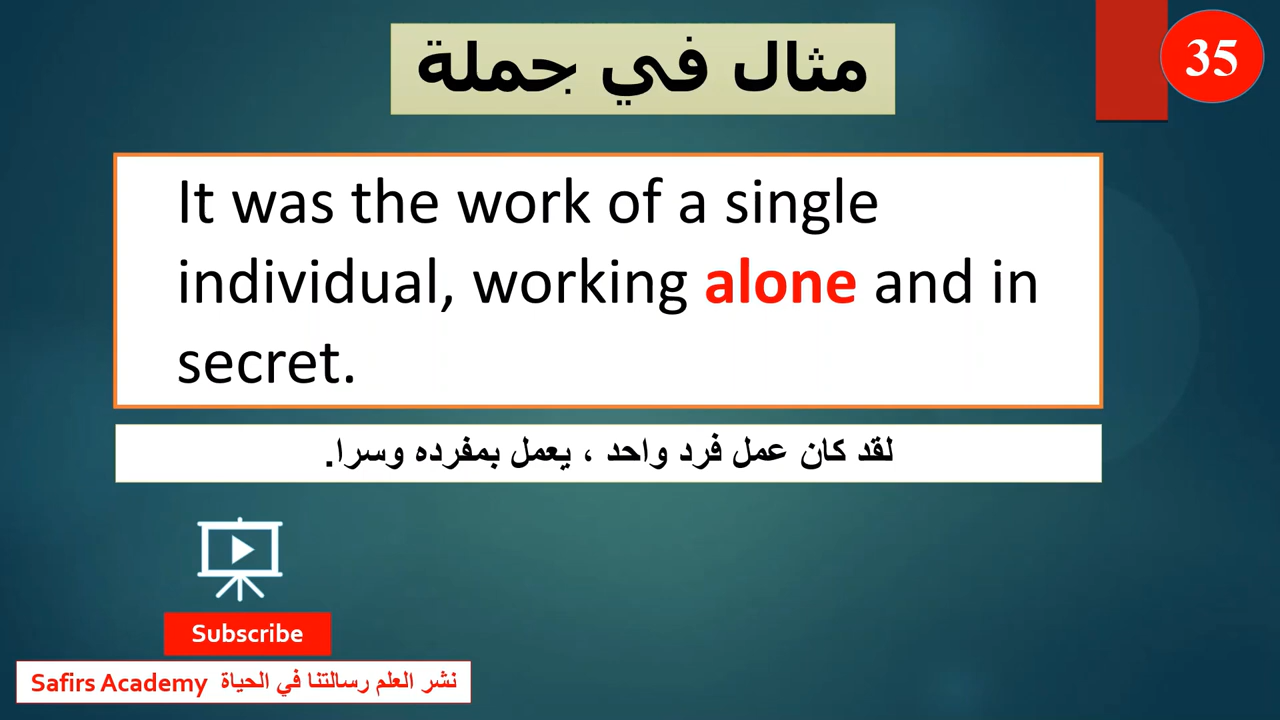 35
مثال في جملة
It was the work of a single
individual, working alone and in
secret.
لقد كان عمل فرد واحد ، يعمل بمفرده وسرا.
Subscribe
Safirs Academy نشر العلم رسالتنا في الحياة